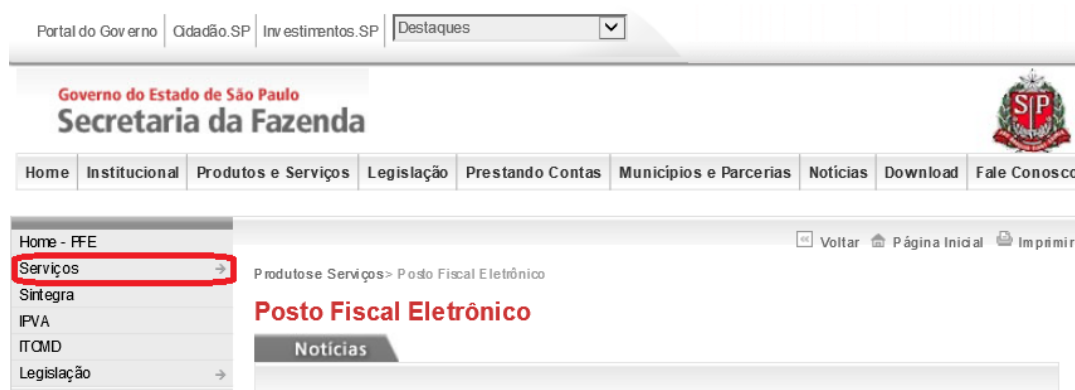 Portal do Governo Cidadão.SP Investimentos.SP Destaques
Governo do Estado de São Paulo
Secretaria da Fazenda
SP
Home Institucional Produtos e Serviços Legislação Prestando Contas Municípios e Parcerias Notícias Download Fale Conosco
Voltar Página Inicial Imprimir
Home - PFE
Serviços
Sintegra
IPVA
ITCMD
Legislação
Produtos e Serviços > Posto Fiscal Eletrônico
Posto Fiscal Eletrônico
Notícias